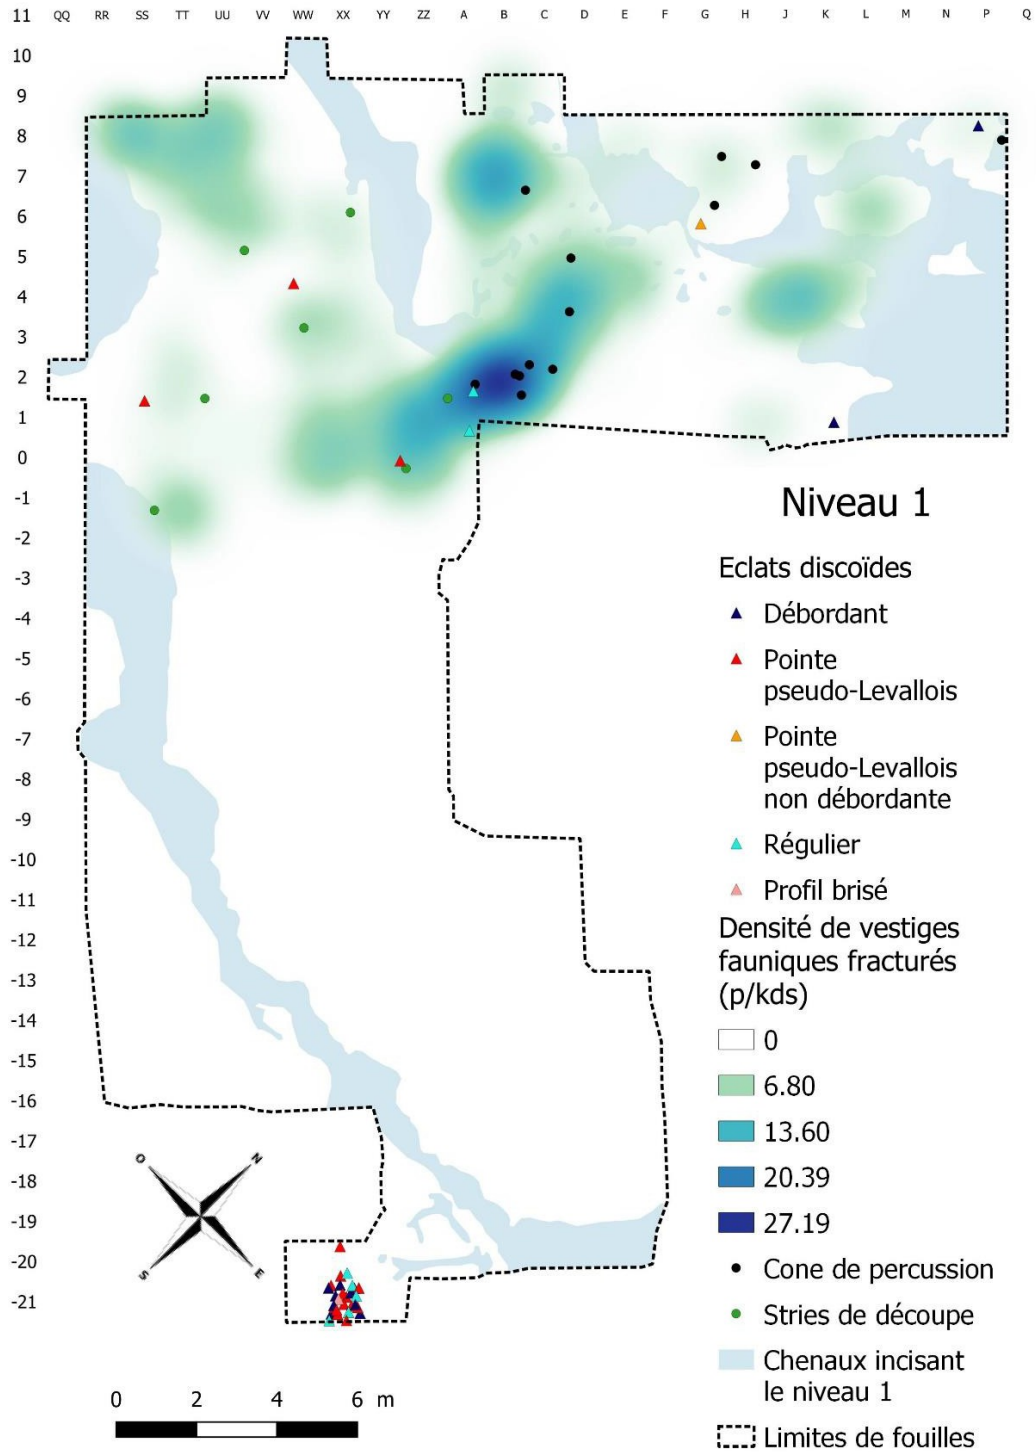 11 QQ RR SS TT UU VV WW XX YY ZZ A B C D E F G H J K L M N P Q
10
9
8
7
6
5
4
3
2
1
0
-1
-2
-3
-4
-5
-6
-7
-8
-9
-10
-11
-12
-13
-14
-15
-16
-17
-18
-19
-20
-21
Niveau 1
Eclats discoïdes
Débordant
Pointe
pseudo-Levallois
Pointe
pseudo-Levallois
non débordante
Régulier
Profil brisé
Densité de vestiges
fauniques fracturés
(p/kds)
0
6.80
13.60
20.39
27.19
Cone de percussion
Stries de découpe
Chenaux incisant
le niveau 1
Limites de fouilles
O N
S E
0 2 4 6 m